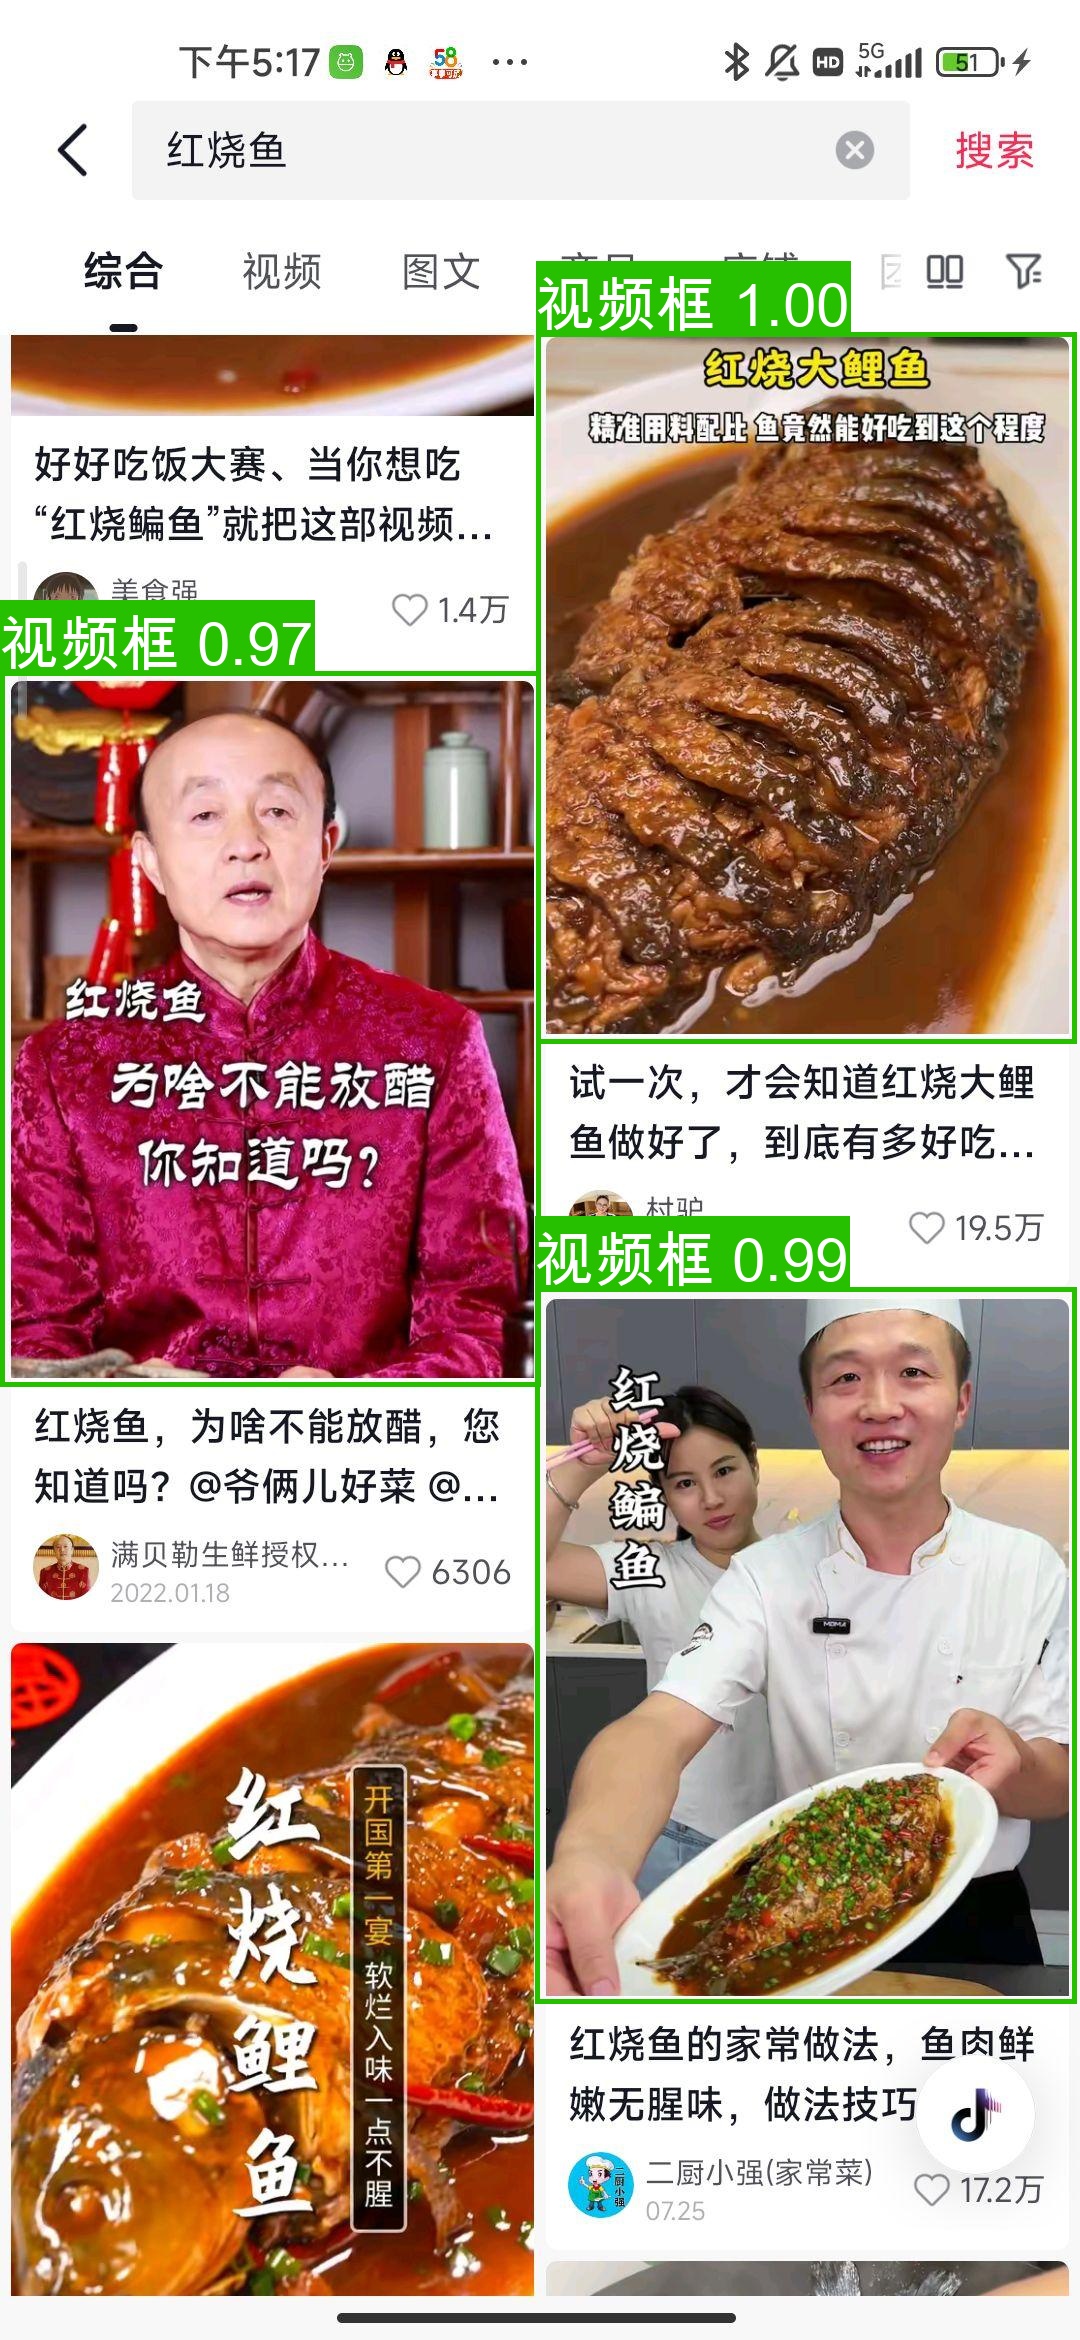 下午5:17
58
...
HD
5G
51
红烧鱼
搜索
综合
视频
图文
视频框 1.00
好好吃饭大赛、当你想吃
“红烧鳊鱼”就把这部视频...
美食强
1.4万
红烧大鲤鱼
精准用料配比 鱼竟然能好吃到这个程度
视频框 0.97
红烧鱼
为啥不能放醋
你知道吗?
试一次，才会知道红烧大鲤
鱼做好了，到底有多好吃...
村驴
19.5万
视频框 0.99
红烧鱼，为啥不能放醋，您
知道吗? @爷俩儿好菜 @...
满贝勒生鲜授权...
2022.01.18
6306
红烧鳊鱼
MOMA
红烧鲤鱼
开国第一宴 软烂入味一点不腥
红烧鱼的家常做法，鱼肉鲜
嫩无腥味，做法技巧
二厨小强
二厨小强(家常菜)
07.25
17.2万